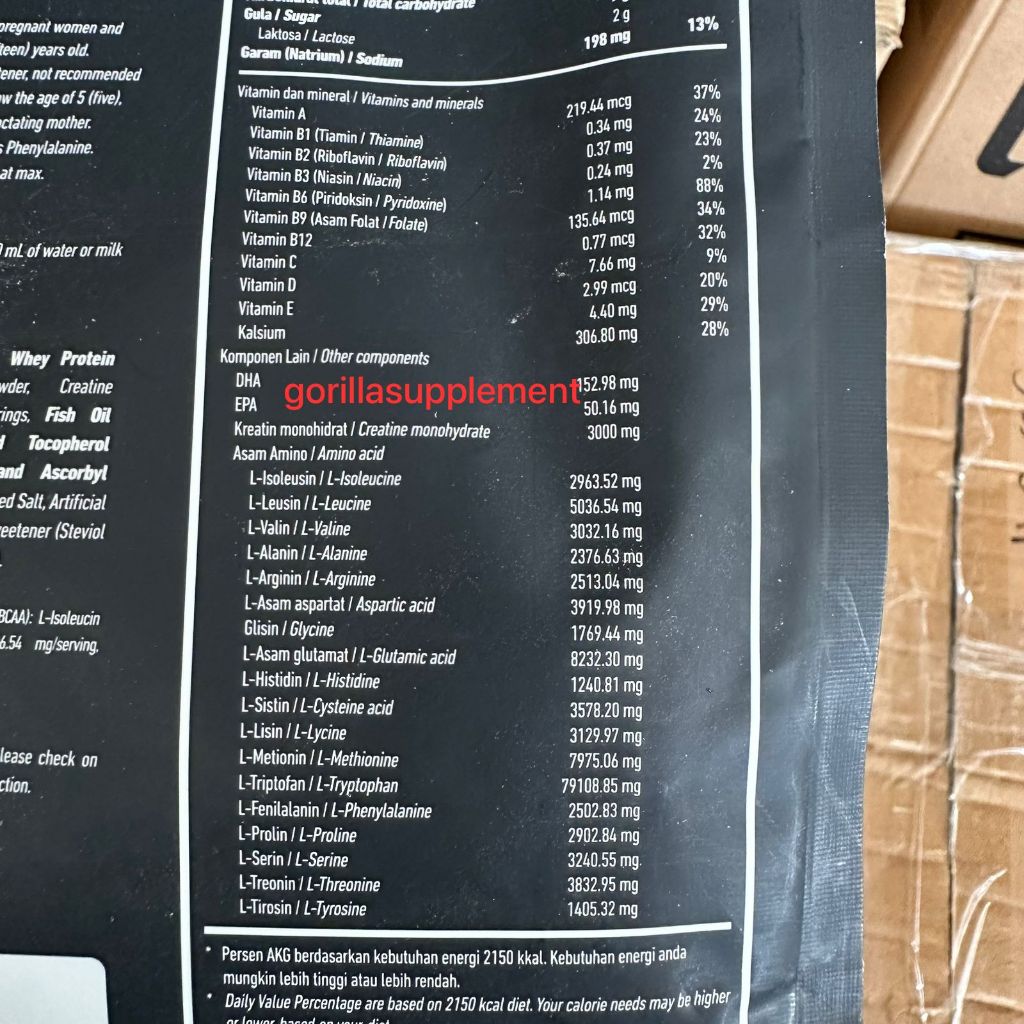 pregnant women and
teen) years old.
ener, not recommended
w the age of 5 (five),
ctating mother.
s Phenylalanine.
at max.
mL of water or milk
Whey Protein
wder, Creatine
rings, Fish Oil
Tocopherol
and Ascorbyl
ed Salt, Artificial
eetener (Steviol
BCAA): L-Isoleucin
6.54 mg/serving,
lease check on
ction.
total / Total carbohydrate
Gula / Sugar 2 g
Laktosa / Lactose
Garam (Natrium) / Sodium 198 mg 13%
Vitamin dan mineral / Vitamins and minerals
Vitamin A 219.44 mcg 37%
Vitamin B1 (Tiamin / Thiamine) 0.34 mg 24%
Vitamin B2 (Riboflavin / Riboflavin) 0.37 mg 23%
Vitamin B3 (Niasin / Niacin) 0.24 mg 2%
Vitamin B6 (Piridoksin / Pyridoxine) 1.14 mg 88%
Vitamin B9 (Asam Folat / Folate) 135.64 mcg 34%
Vitamin B12 0.77 mcg 32%
Vitamin C 7.66 mg 9%
Vitamin D 2.99 mcg 20%
Vitamin E 4.40 mg 29%
Kalsium 306.80 mg 28%
Komponen Lain / Other components
DHA 152.98 mg
gorillasupplement
EPA 50.16 mg
Kreatin monohidrat / Creatine monohydrate 3000 mg
Asam Amino / Amino acid
L-Isoleusin / L-Isoleucine 2963.52 mg
L-Leusin / L-Leucine 5036.54 mg
L-Valin / L-Valine 3032.16 mg
L-Alanin / L-Alanine 2376.63 mg
L-Arginin / L-Arginine 2513.04 mg
L-Asam aspartat / Aspartic acid 3919.98 mg
Glisin / Glycine 1769.44 mg
L-Asam glutamat / L-Glutamic acid 8232.30 mg
L-Histidin / L-Histidine 1240.81 mg
L-Sistin / L-Cysteine acid 3578.20 mg
L-Lisin / L-Lycine 3129.97 mg
L-Metionin / L-Methionine 7975.06 mg
L-Triptofan / L-Tryptophan 79108.85 mg
L-Fenilalanin / L-Phenylalanine 2502.83 mg
L-Prolin / L-Proline 2902.84 mg
L-Serin / L-Serine 3240.55 mg
L-Treonin / L-Threonine 3832.95 mg
L-Tirosin / L-Tyrosine 1405.32 mg
* Persen AKG berdasarkan kebutuhan energi 2150 kkal. Kebutuhan energi anda
mungkin lebih tinggi atau lebih rendah.
* Daily Value Percentage are based on 2150 kcal diet. Your calorie needs may be higher
or lower based on your diet